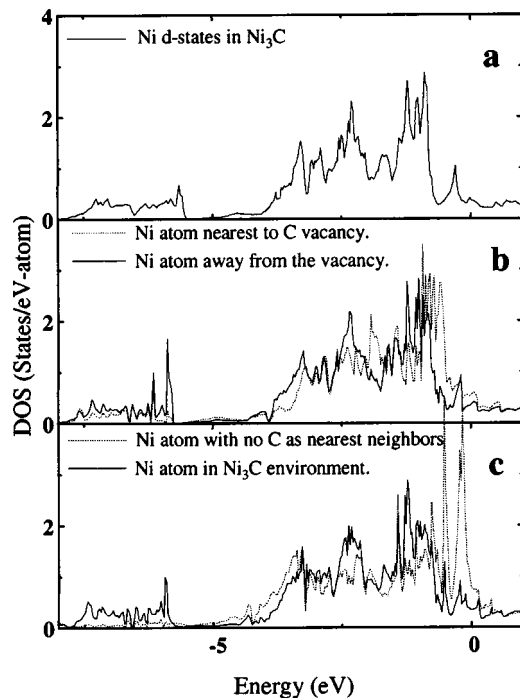 4
Ni d-states in Ni3C
a
2
0
Ni atom nearest to C vacancy.
Ni atom away from the vacancy.
b
2
0
Ni atom with no C as nearest neighbors
Ni atom in Ni3C environment.
c
2
0
-5
0
DOS (States/eV-atom)
Energy (eV)